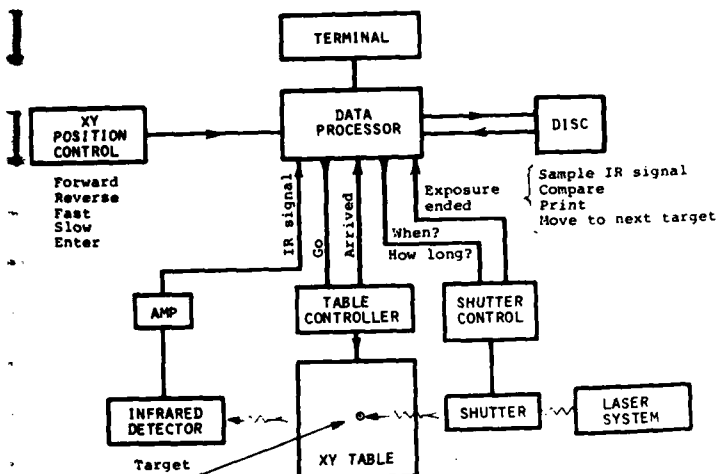 TERMINAL
XY
POSITION
CONTROL
DATA
PROCESSOR
DISC
Forward
Reverse
Fast
Slow
Enter
IR signal
Go
Arrived
When?
How long?
Exposure
ended
Sample IR signal
Compare
Print
Move to next target
AMP
TABLE
CONTROLLER
SHUTTER
CONTROL
INFRARED
DETECTOR
SHUTTER
LASER
SYSTEM
Target
XY TABLE